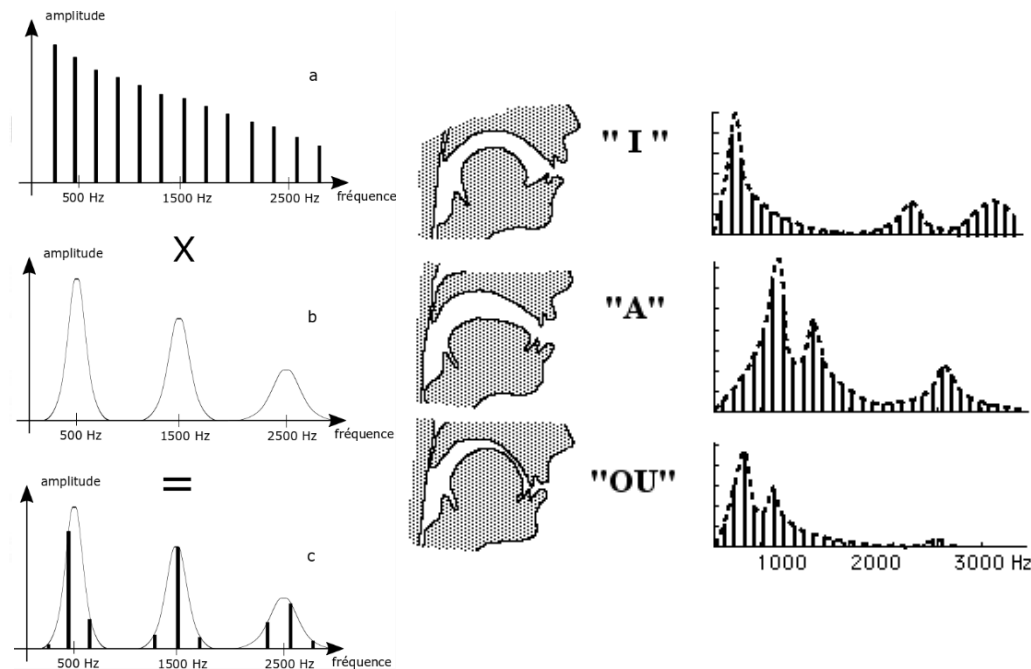 amplitude
a
500 Hz 1500 Hz 2500 Hz fréquence
X
amplitude
b
500 Hz 1500 Hz 2500 Hz fréquence
=
amplitude
c
500 Hz 1500 Hz 2500 Hz fréquence
" I "
"A"
"OU"
1000 2000 3000 Hz